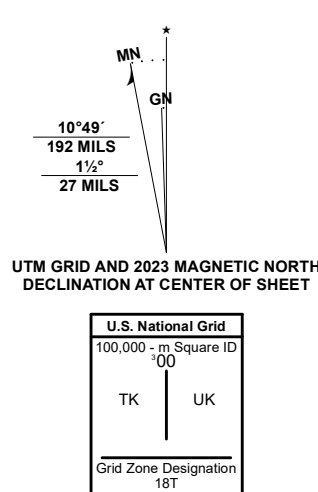 ★
MN
GN
10°49´
192 MILS
1½°
27 MILS
UTM GRID AND 2023 MAGNETIC NORTH
DECLINATION AT CENTER OF SHEET
U.S. National Grid
100,000 - m Square ID
³00
TK UK
Grid Zone Designation
18T